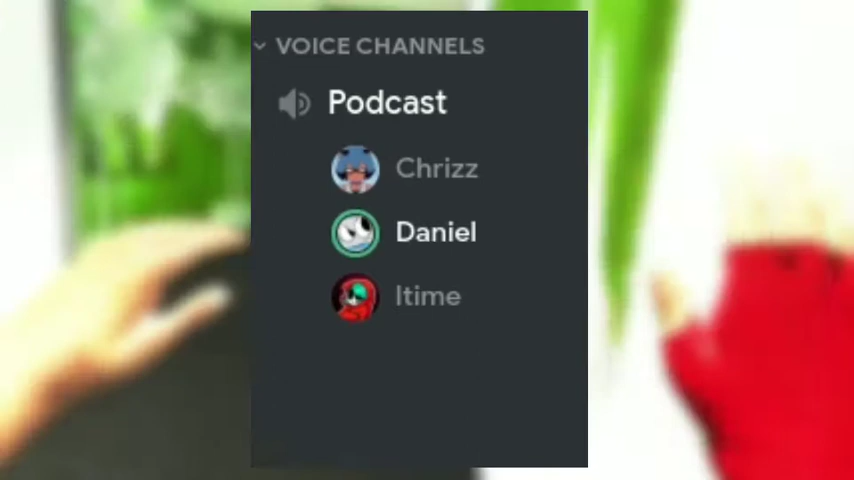 VOICE CHANNELS
Podcast
Chrizz
Daniel
Itime